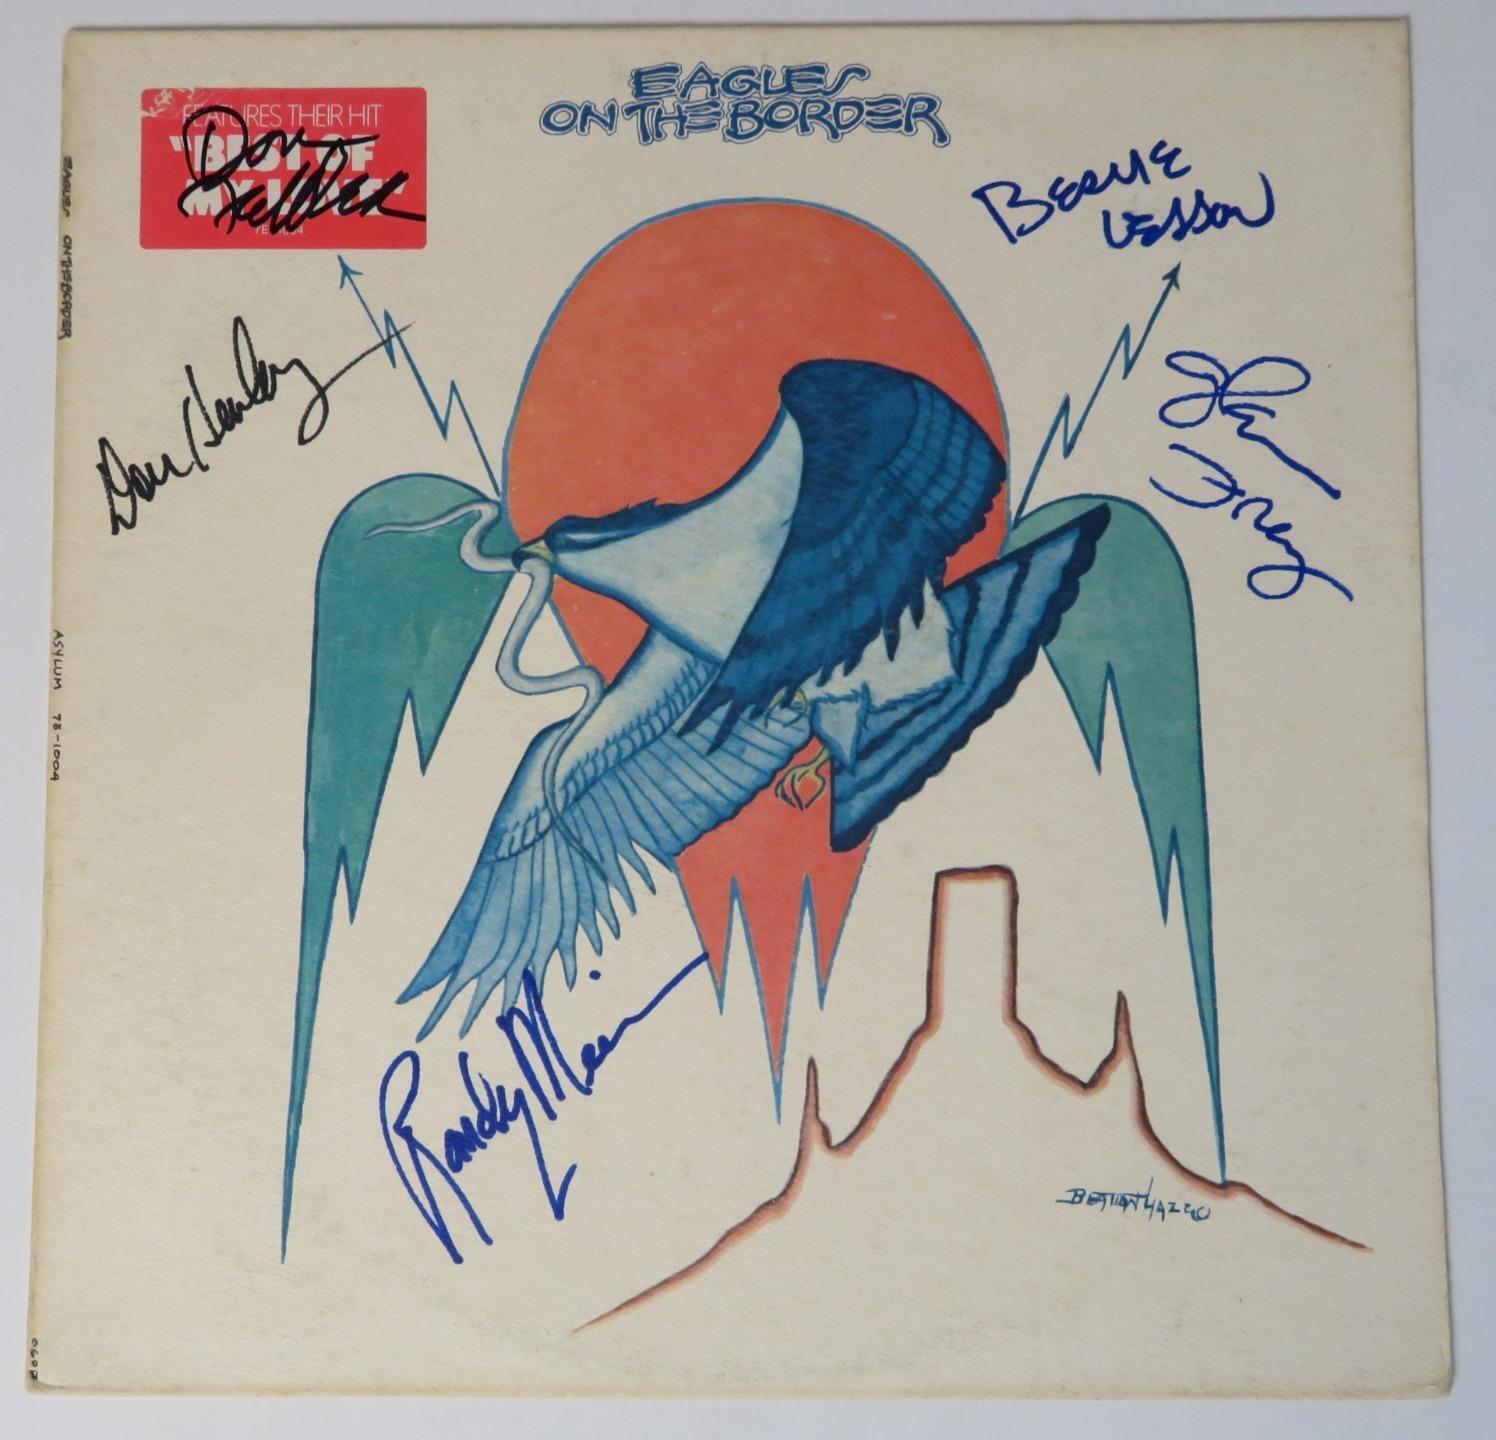 EAGLES
ON THE BORDER
FEATURES THEIR HIT
"BEST OF
MY LOVE"
Don
Felder
BERNIE
LEADON
Don Henley
Glenn
Frey
Randy Meisner
EAGLES ON THE BORDER
ASYLUM 7E-1004